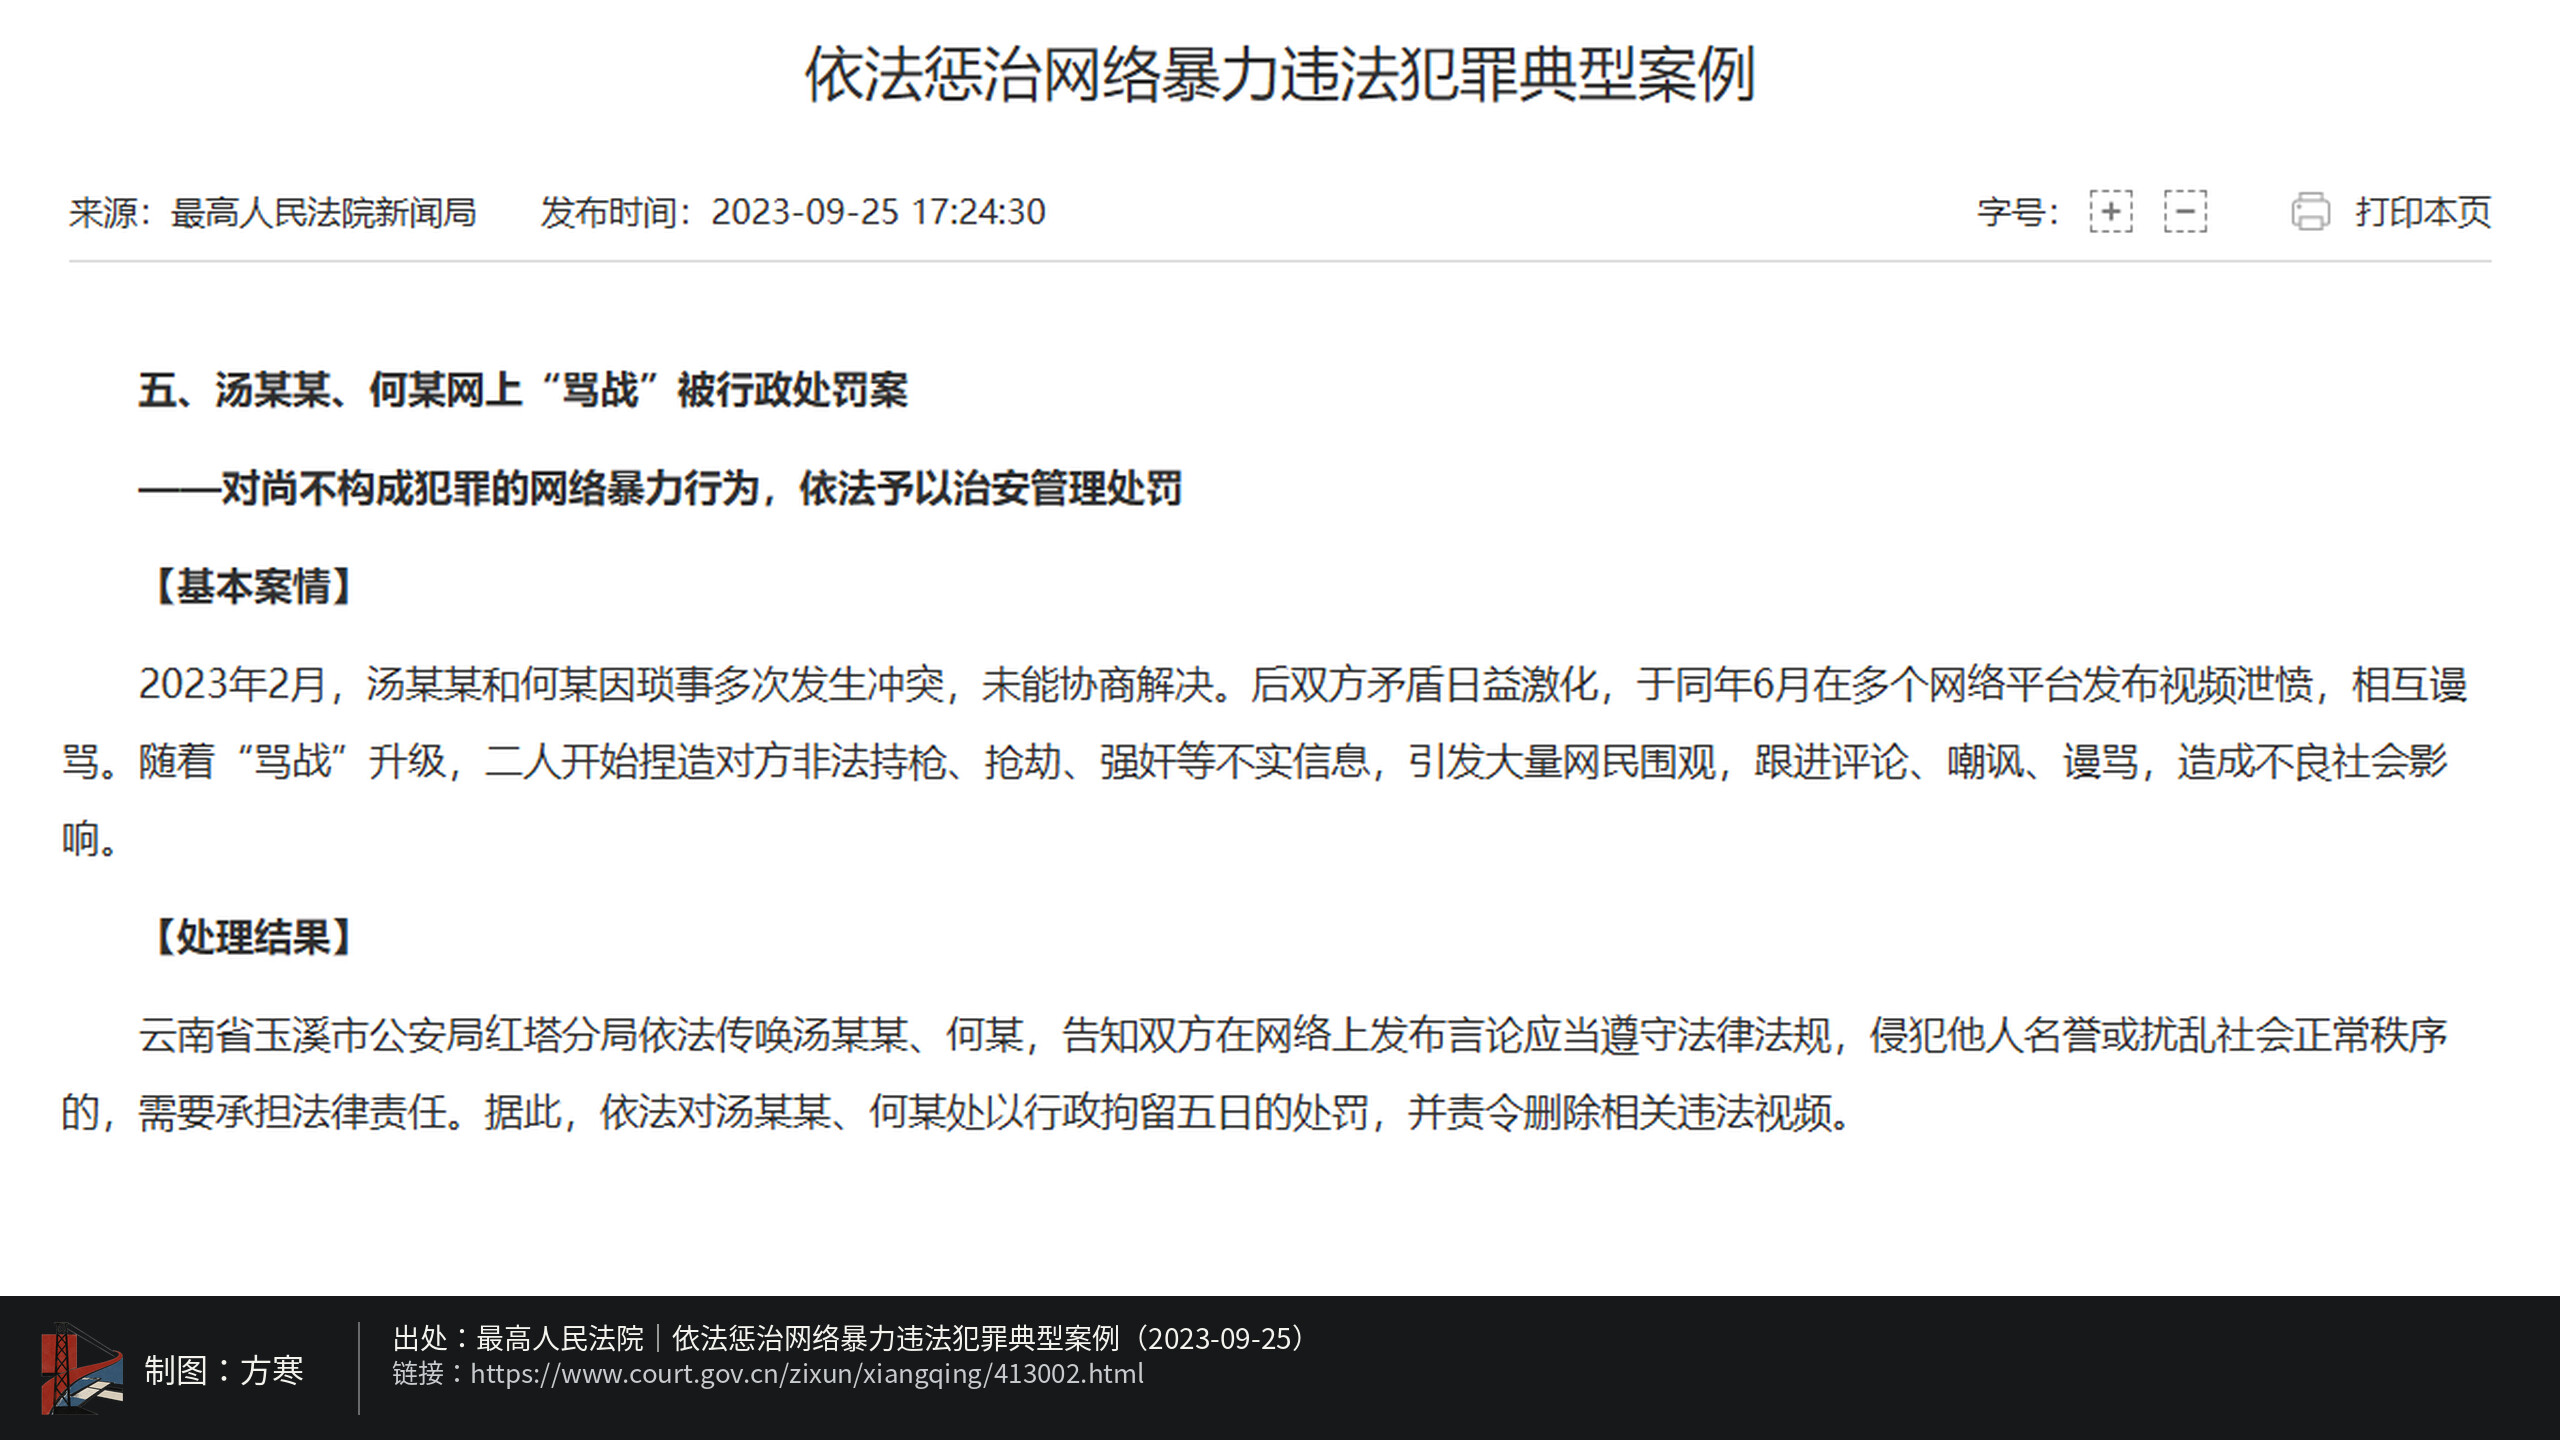 依法惩治网络暴力违法犯罪典型案例
来源：最高人民法院新闻局 发布时间：2023-09-25 17:24:30 字号： 打印本页
五、汤某某、何某网上“骂战”被行政处罚案
——对尚不构成犯罪的网络暴力行为，依法予以治安管理处罚
【基本案情】
2023年2月，汤某某和何某因琐事多次发生冲突，未能协商解决。后双方矛盾日益激化，于同年6月在多个网络平台发布视频泄愤，相互谩
骂。随着“骂战”升级，二人开始捏造对方非法持枪、抢劫、强奸等不实信息，引发大量网民围观，跟进评论、嘲讽、谩骂，造成不良社会影
响。
【处理结果】
云南省玉溪市公安局红塔分局依法传唤汤某某、何某，告知双方在网络上发布言论应当遵守法律法规，侵犯他人名誉或扰乱社会正常秩序
的，需要承担法律责任。据此，依法对汤某某、何某处以行政拘留五日的处罚，并责令删除相关违法视频。
制图：方寒
出处：最高人民法院｜依法惩治网络暴力违法犯罪典型案例（2023-09-25）
链接：https://www.court.gov.cn/zixun/xiangqing/413002.html